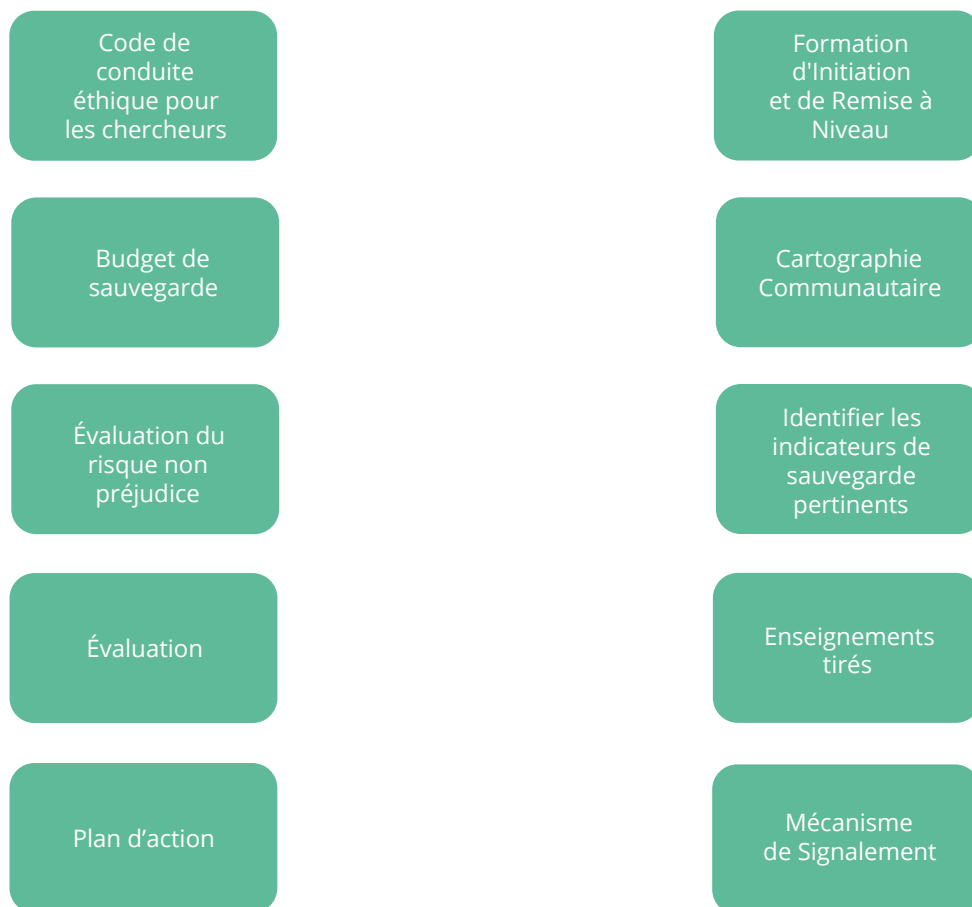 Code de
conduite
éthique pour
les chercheurs
Formation
d'Initiation
et de Remise à
Niveau
Budget de
sauvegarde
Cartographie
Communautaire
Évaluation du
risque non
préjudice
Identifier les
indicateurs de
sauvegarde
pertinents
Évaluation
Enseignements
tirés
Plan d’action
Mécanisme
de Signalement